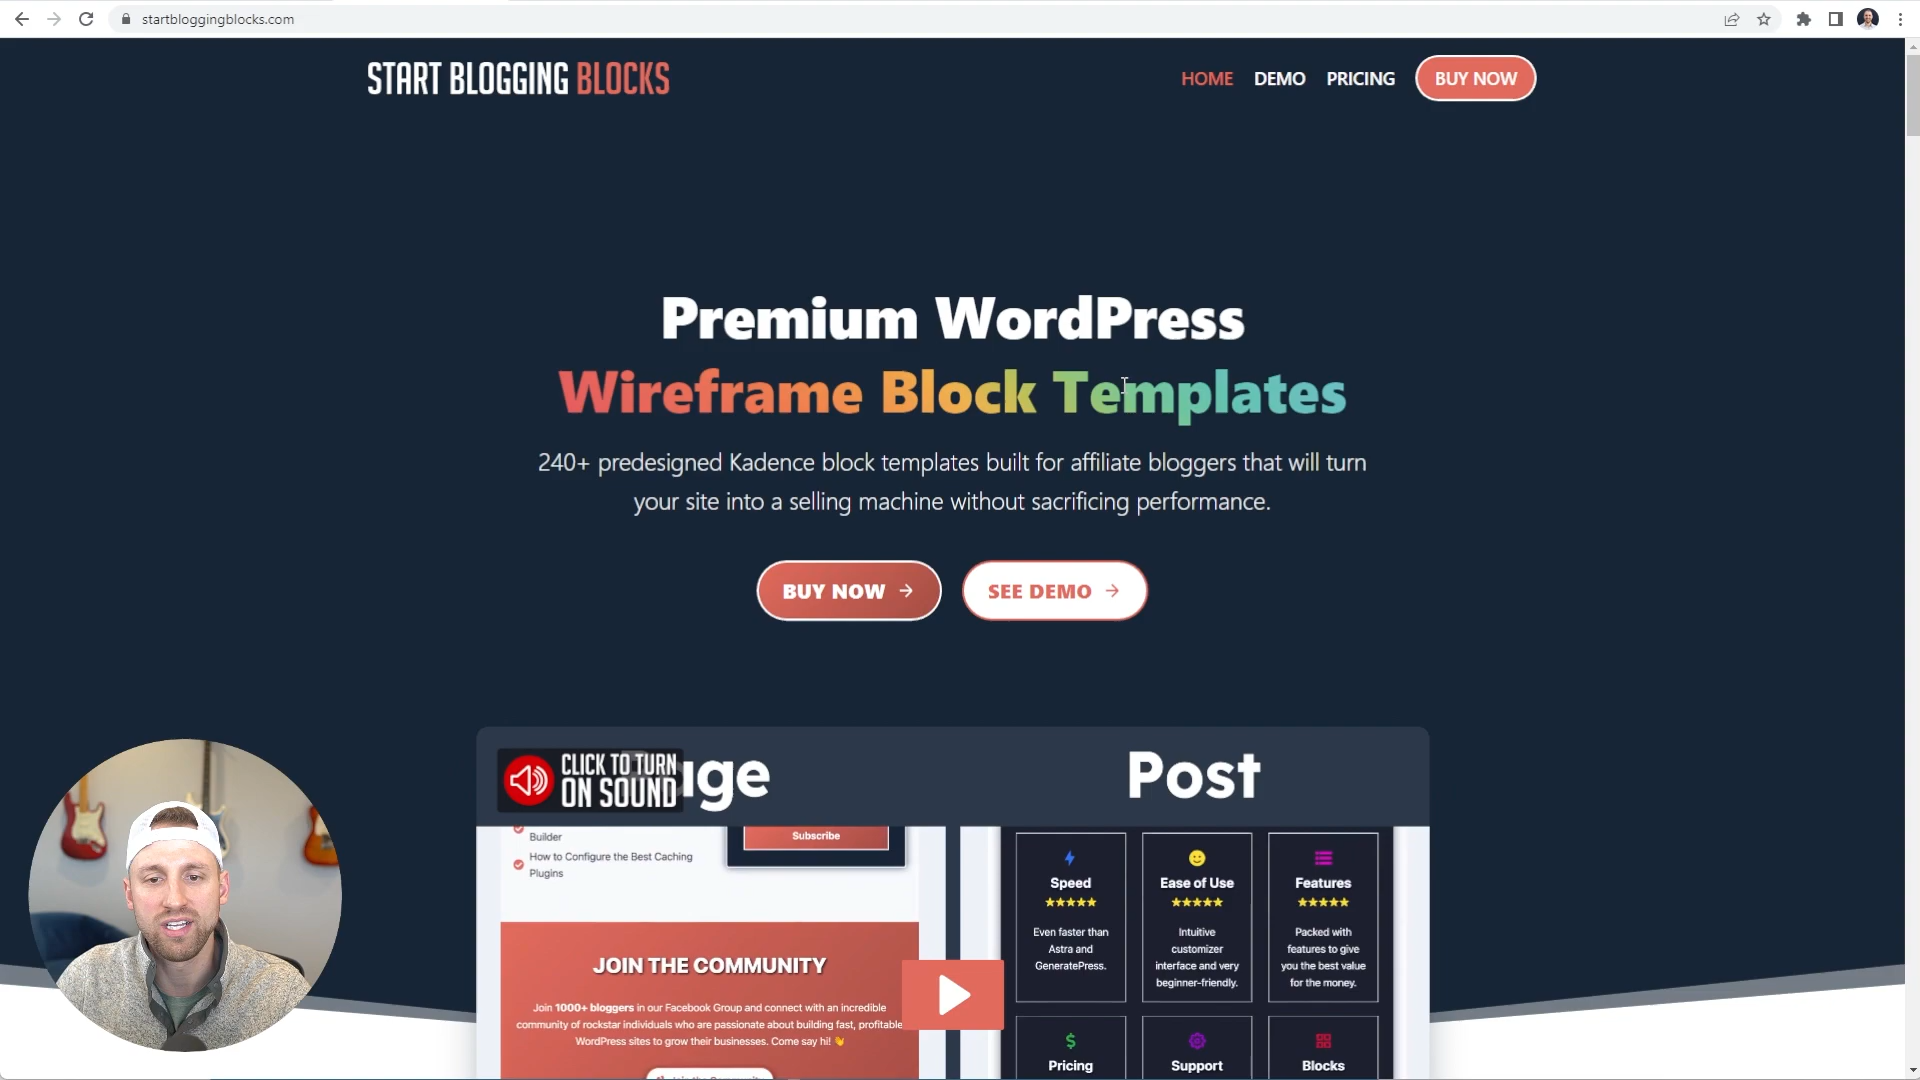 startbloggingblocks.com
START BLOGGING BLOCKS
HOME DEMO PRICING BUY NOW
Premium WordPress
Wireframe Block Templates
240+ predesigned Kadence block templates built for affiliate bloggers that will turn
your site into a selling machine without sacrificing performance.
BUY NOW →
SEE DEMO →
CLICK TO TURN
ON SOUND
Post
Builder
How to Configure the Best Caching
Plugins
Subscribe
JOIN THE COMMUNITY
Join 1000+ bloggers in our Facebook Group and connect with an incredible
community of rockstar individuals who are passionate about building fast, profitable
WordPress sites to grow their businesses. Come say hi! 👋
Speed
Even faster than
Astra and
GeneratePress.
Ease of Use
Intuitive
customizer
interface and very
beginner-friendly.
Features
Packed with
features to give
you the best value
for the money.
Pricing
Support
Blocks